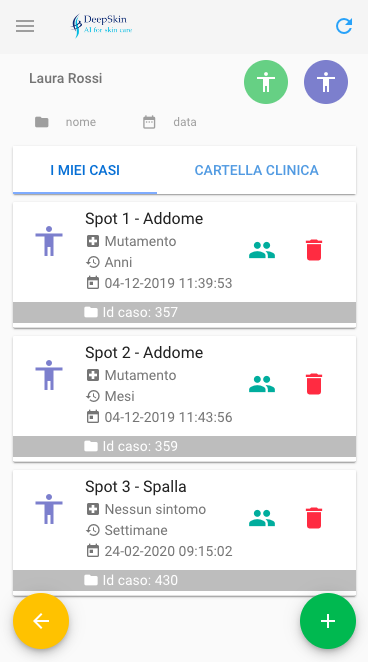 DeepSkin
AI for skin care
Laura Rossi
nome data
I MIEI CASI CARTELLA CLINICA
Spot 1 - Addome
Mutamento
Anni
04-12-2019 11:39:53
Id caso: 357
Spot 2 - Addome
Mutamento
Mesi
04-12-2019 11:43:56
Id caso: 359
Spot 3 - Spalla
Nessun sintomo
Settimane
24-02-2020 09:15:02
Id caso: 430